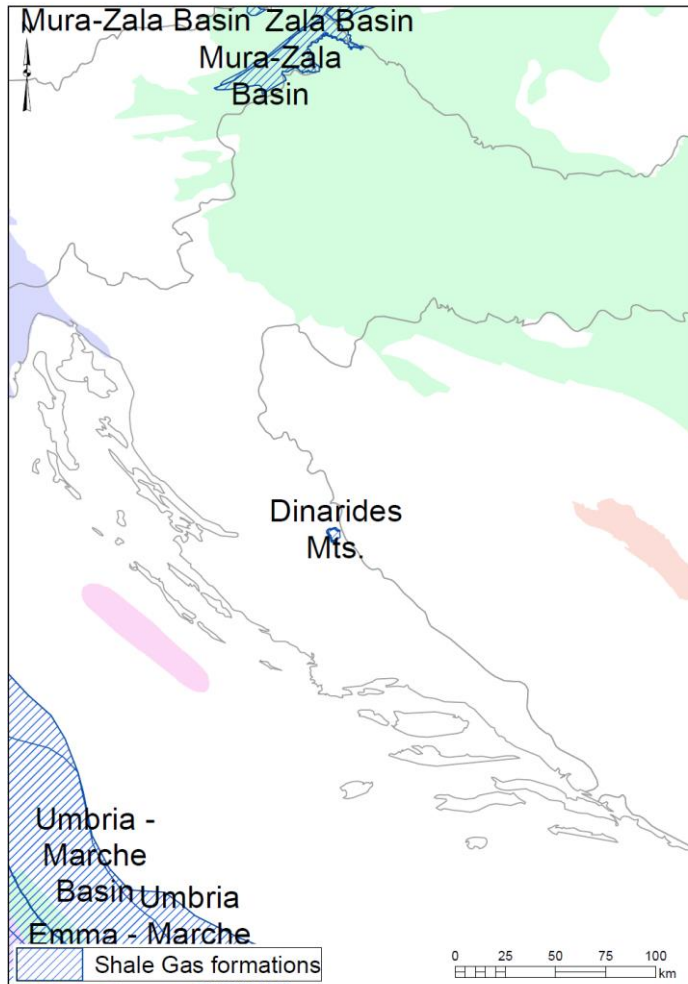 N
Mura-Zala Basin
Zala Basin
Mura-Zala
Basin
Dinarides
Mts.
Umbria -
Marche
Basin
Umbria
Emma - Marche
Shale Gas formations
0 25 50 75 100
km